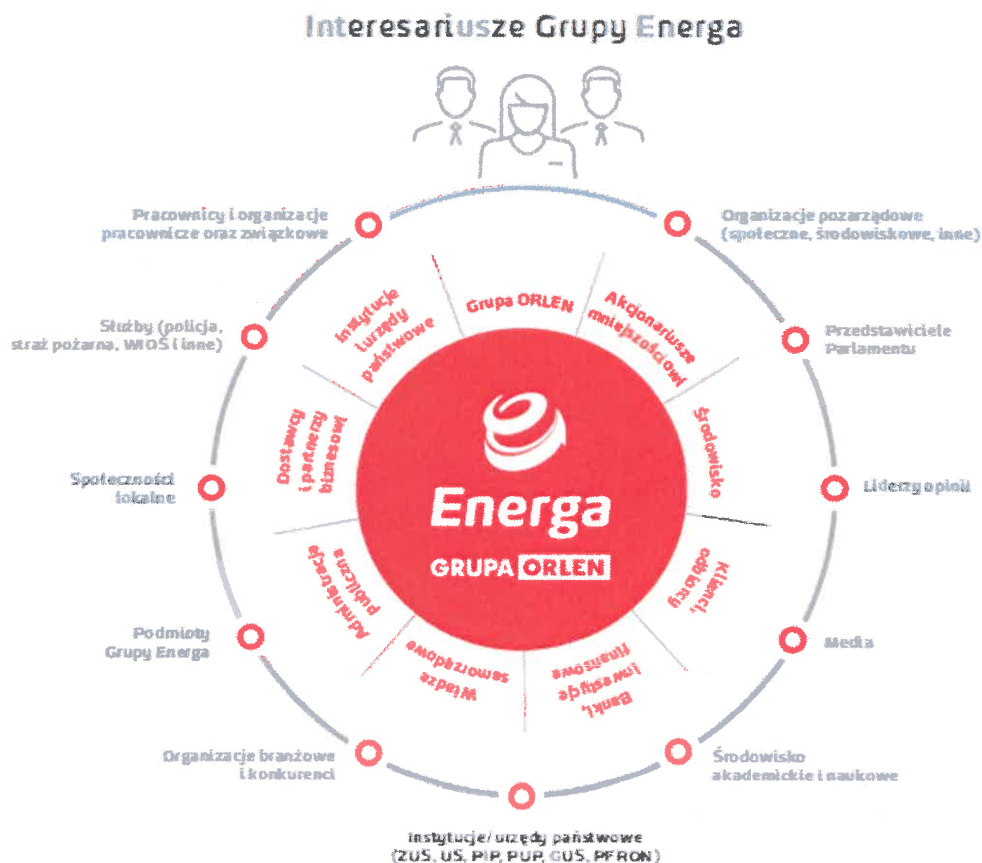 Interesariusze Grupy Energa
Pracownicy i organizacje
pracownicze oraz związkowe
Organizacje pozarządowe
(społeczne, środowiskowe, inne)
Służby (policja,
straż pożarna, WIOŚ i inne)
Przedstawiciele
Parlamentu
Społeczności
lokalne
Liderzy opinii
Podmioty
Grupy Energa
Media
Organizacje branżowe
i konkurenci
Środowisko
akademickie i naukowe
Instytucje/urzędy państwowe
(ZUS, US, PIP, PUP, GUS, PFRON)
Grupa ORLEN
Akcjonariusze
mniejszościowi
Środowisko
Klienci,
odbiorcy
Banki,
inwestycje
finansowe
Władze
samorządowe
Administracja
publiczna
Dostawcy
i partnerzy
biznesowi
Instytucje
i urzędy
państwowe
Energa
GRUPA ORLEN